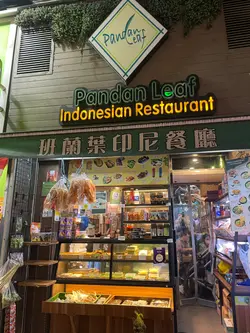 Pandan
Leaf
Pandan Leaf
Indonesian Restaurant
班蘭葉印尼餐廳